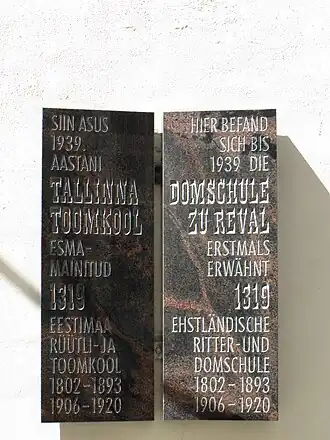 SIIN ASUS
1939.
AASTANI
TALLINNA
TOOMKOOL
ESMA-
MAINITUD
1319
EESTIMAA
RÜÜTLI-JA
TOOMKOOL
1802-1893
1906-1920
HIER BEFAND
SICH BIS
1939 DIE
DOMSCHULE
ZU REVAL
ERSTMALS
ERWÄHNT
1319
EHSTLÄNDISCHE
RITTER-UND
DOMSCHULE
1802-1893
1906-1920